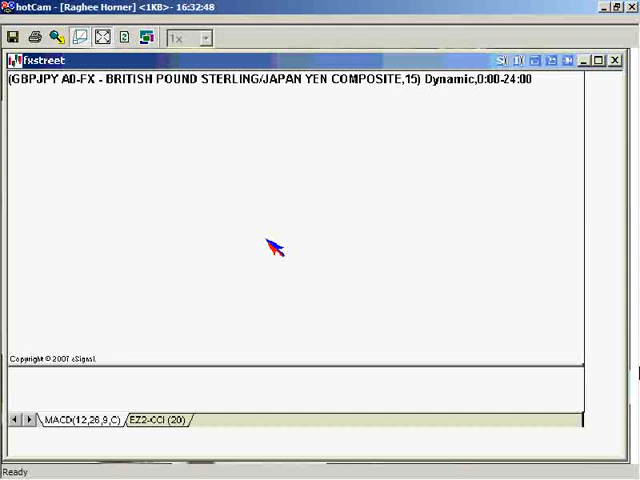 hotCam - [Raghee Horner] <1KB>- 16:32:48
1x
fxstreet
(GBPJPY A0-FX - BRITISH POUND STERLING/JAPAN YEN COMPOSITE,15) Dynamic,0:00-24:00
Copyright © 2007 eSignal.
MACD(12,26,9,C) EZ2-CCI (20)
Ready